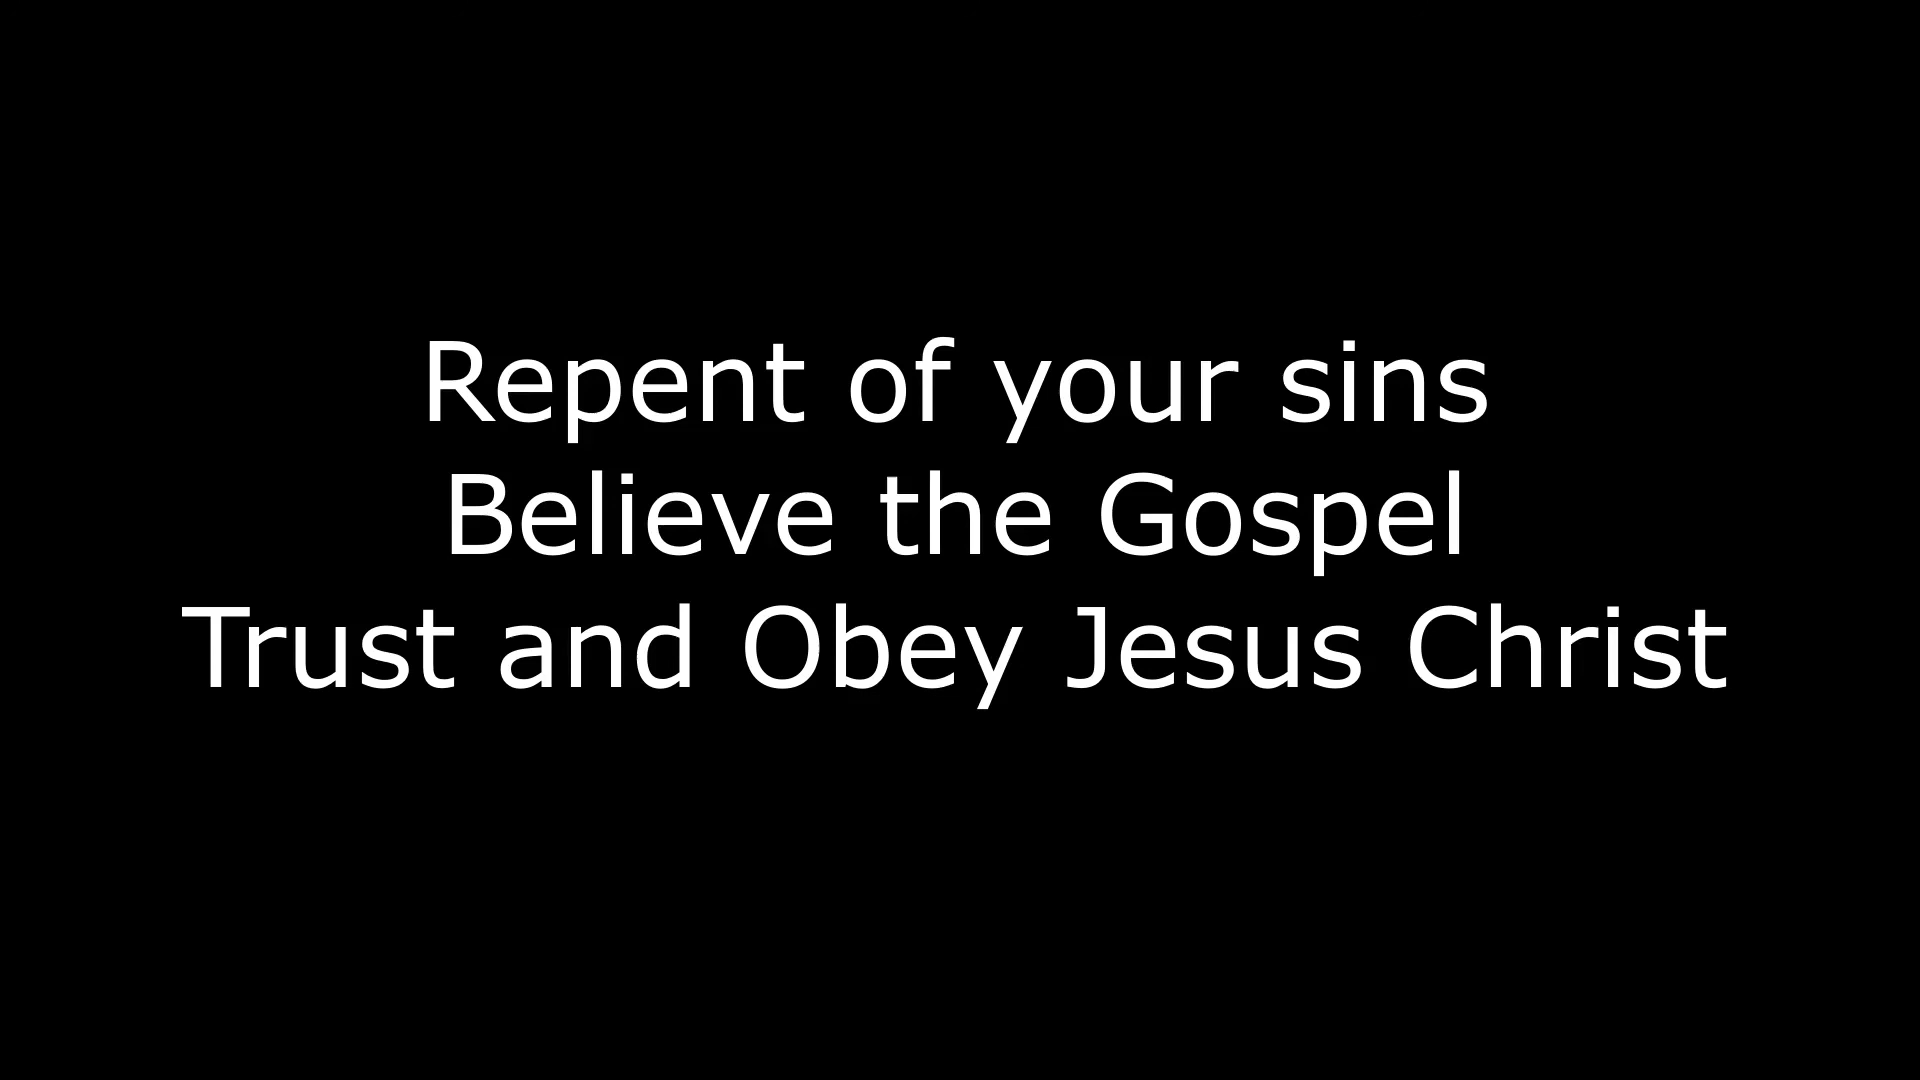 Repent of your sins
Believe the Gospel
Trust and Obey Jesus Christ